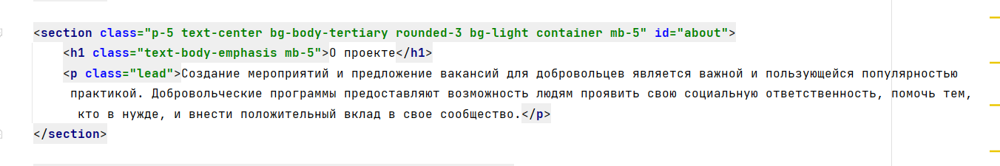 <section class="p-5 text-center bg-body-tertiary rounded-3 bg-light container mb-5" id="about">
<h1 class="text-body-emphasis mb-5">О проекте</h1>
<p class="lead">Создание мероприятий и предложение вакансий для добровольцев является важной и пользующейся популярностью
практикой. Добровольческие программы предоставляют возможность людям проявить свою социальную ответственность, помочь тем,
кто в нужде, и внести положительный вклад в свое сообщество.</p>
</section>